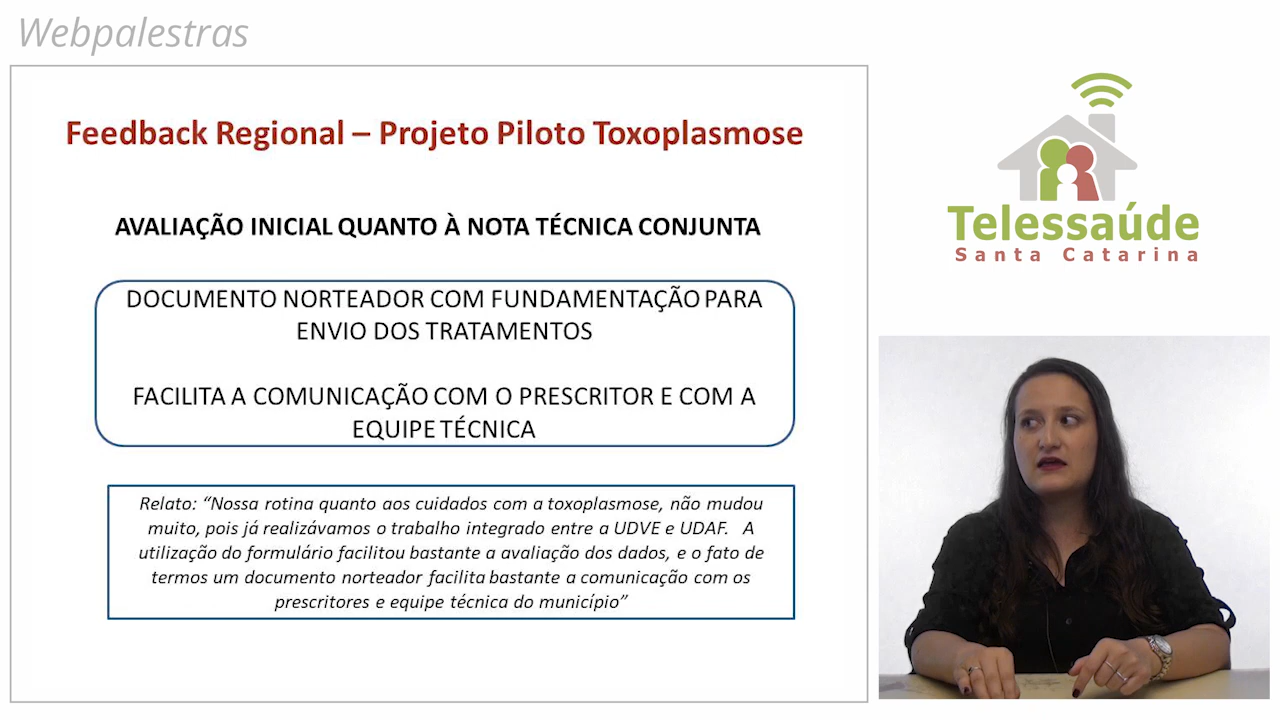 Webpalestras
Feedback Regional – Projeto Piloto Toxoplasmose
AVALIAÇÃO INICIAL QUANTO À NOTA TÉCNICA CONJUNTA
DOCUMENTO NORTEADOR COM FUNDAMENTAÇÃO PARA
ENVIO DOS TRATAMENTOS
FACILITA A COMUNICAÇÃO COM O PRESCRITOR E COM A
EQUIPE TÉCNICA
Relato: “Nossa rotina quanto aos cuidados com a toxoplasmose, não mudou
muito, pois já realizávamos o trabalho integrado entre a UDVE e UDAF. A
utilização do formulário facilitou bastante a avaliação dos dados, e o fato de
termos um documento norteador facilita bastante a comunicação com os
prescritores e equipe técnica do município”
Telessaúde
Santa Catarina